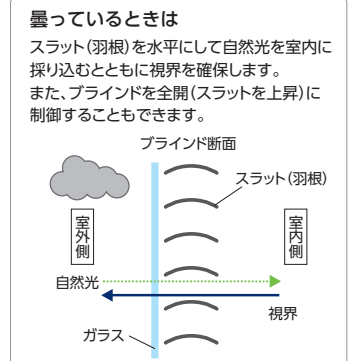 曇っているときは
スラット(羽根)を水平にして自然光を室内に
採り込むとともに視界を確保します。
また、ブラインドを全開(スラットを上昇)に
制御することもできます。
ブラインド断面
スラット(羽根)
室外側
室内側
自然光
視界
ガラス